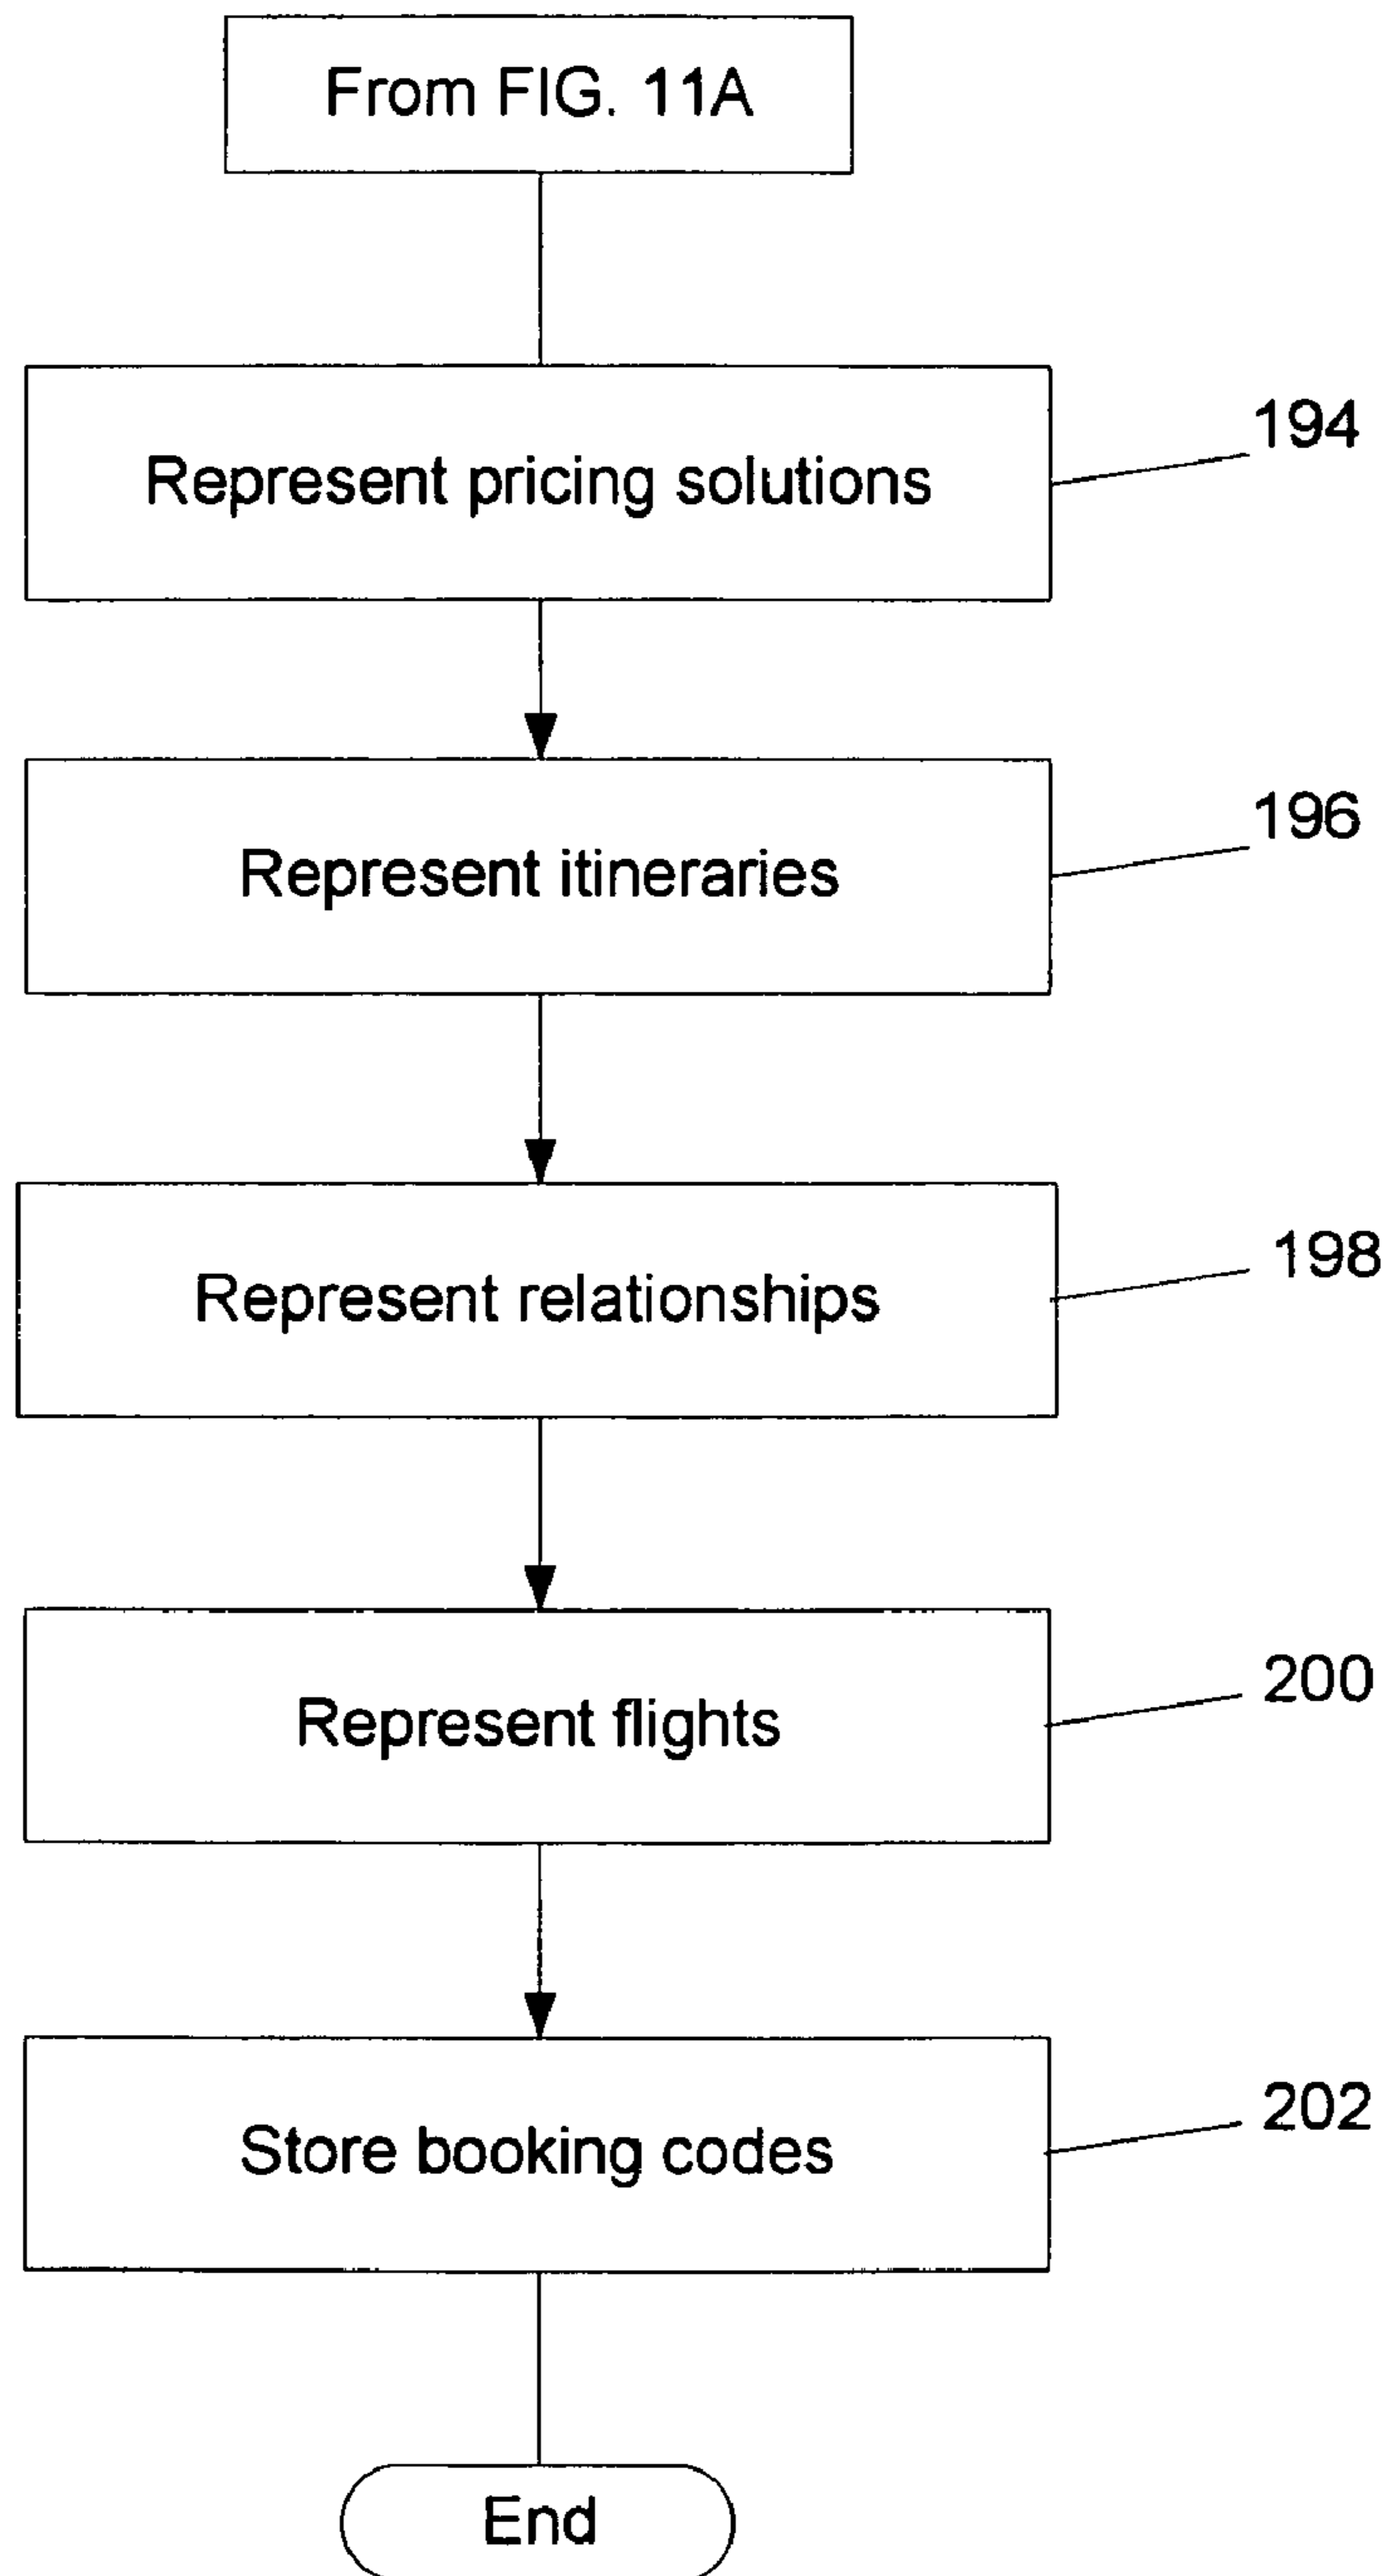 From FIG. 11A
Represent pricing solutions
194
Represent itineraries
196
Represent relationships
198
Represent flights
200
Store booking codes
202
End